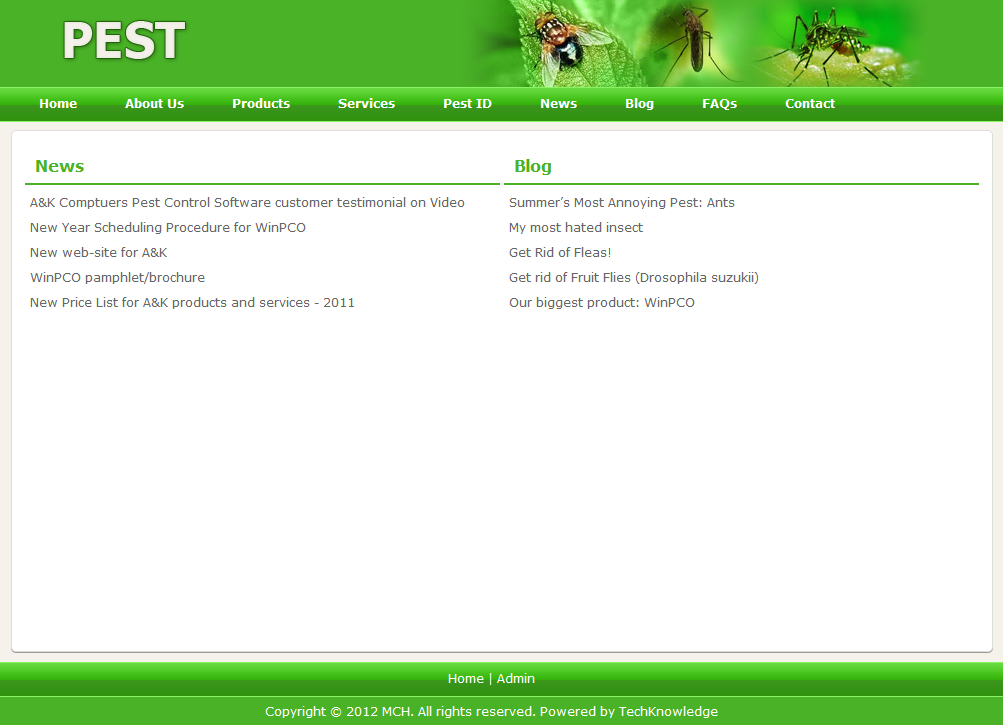 PEST
Home About Us Products Services Pest ID News Blog FAQs Contact
News
A&K Comptuers Pest Control Software customer testimonial on Video
New Year Scheduling Procedure for WinPCO
New web-site for A&K
WinPCO pamphlet/brochure
New Price List for A&K products and services - 2011
Blog
Summer’s Most Annoying Pest: Ants
My most hated insect
Get Rid of Fleas!
Get rid of Fruit Flies (Drosophila suzukii)
Our biggest product: WinPCO
Home | Admin
Copyright © 2012 MCH. All rights reserved. Powered by TechKnowledge